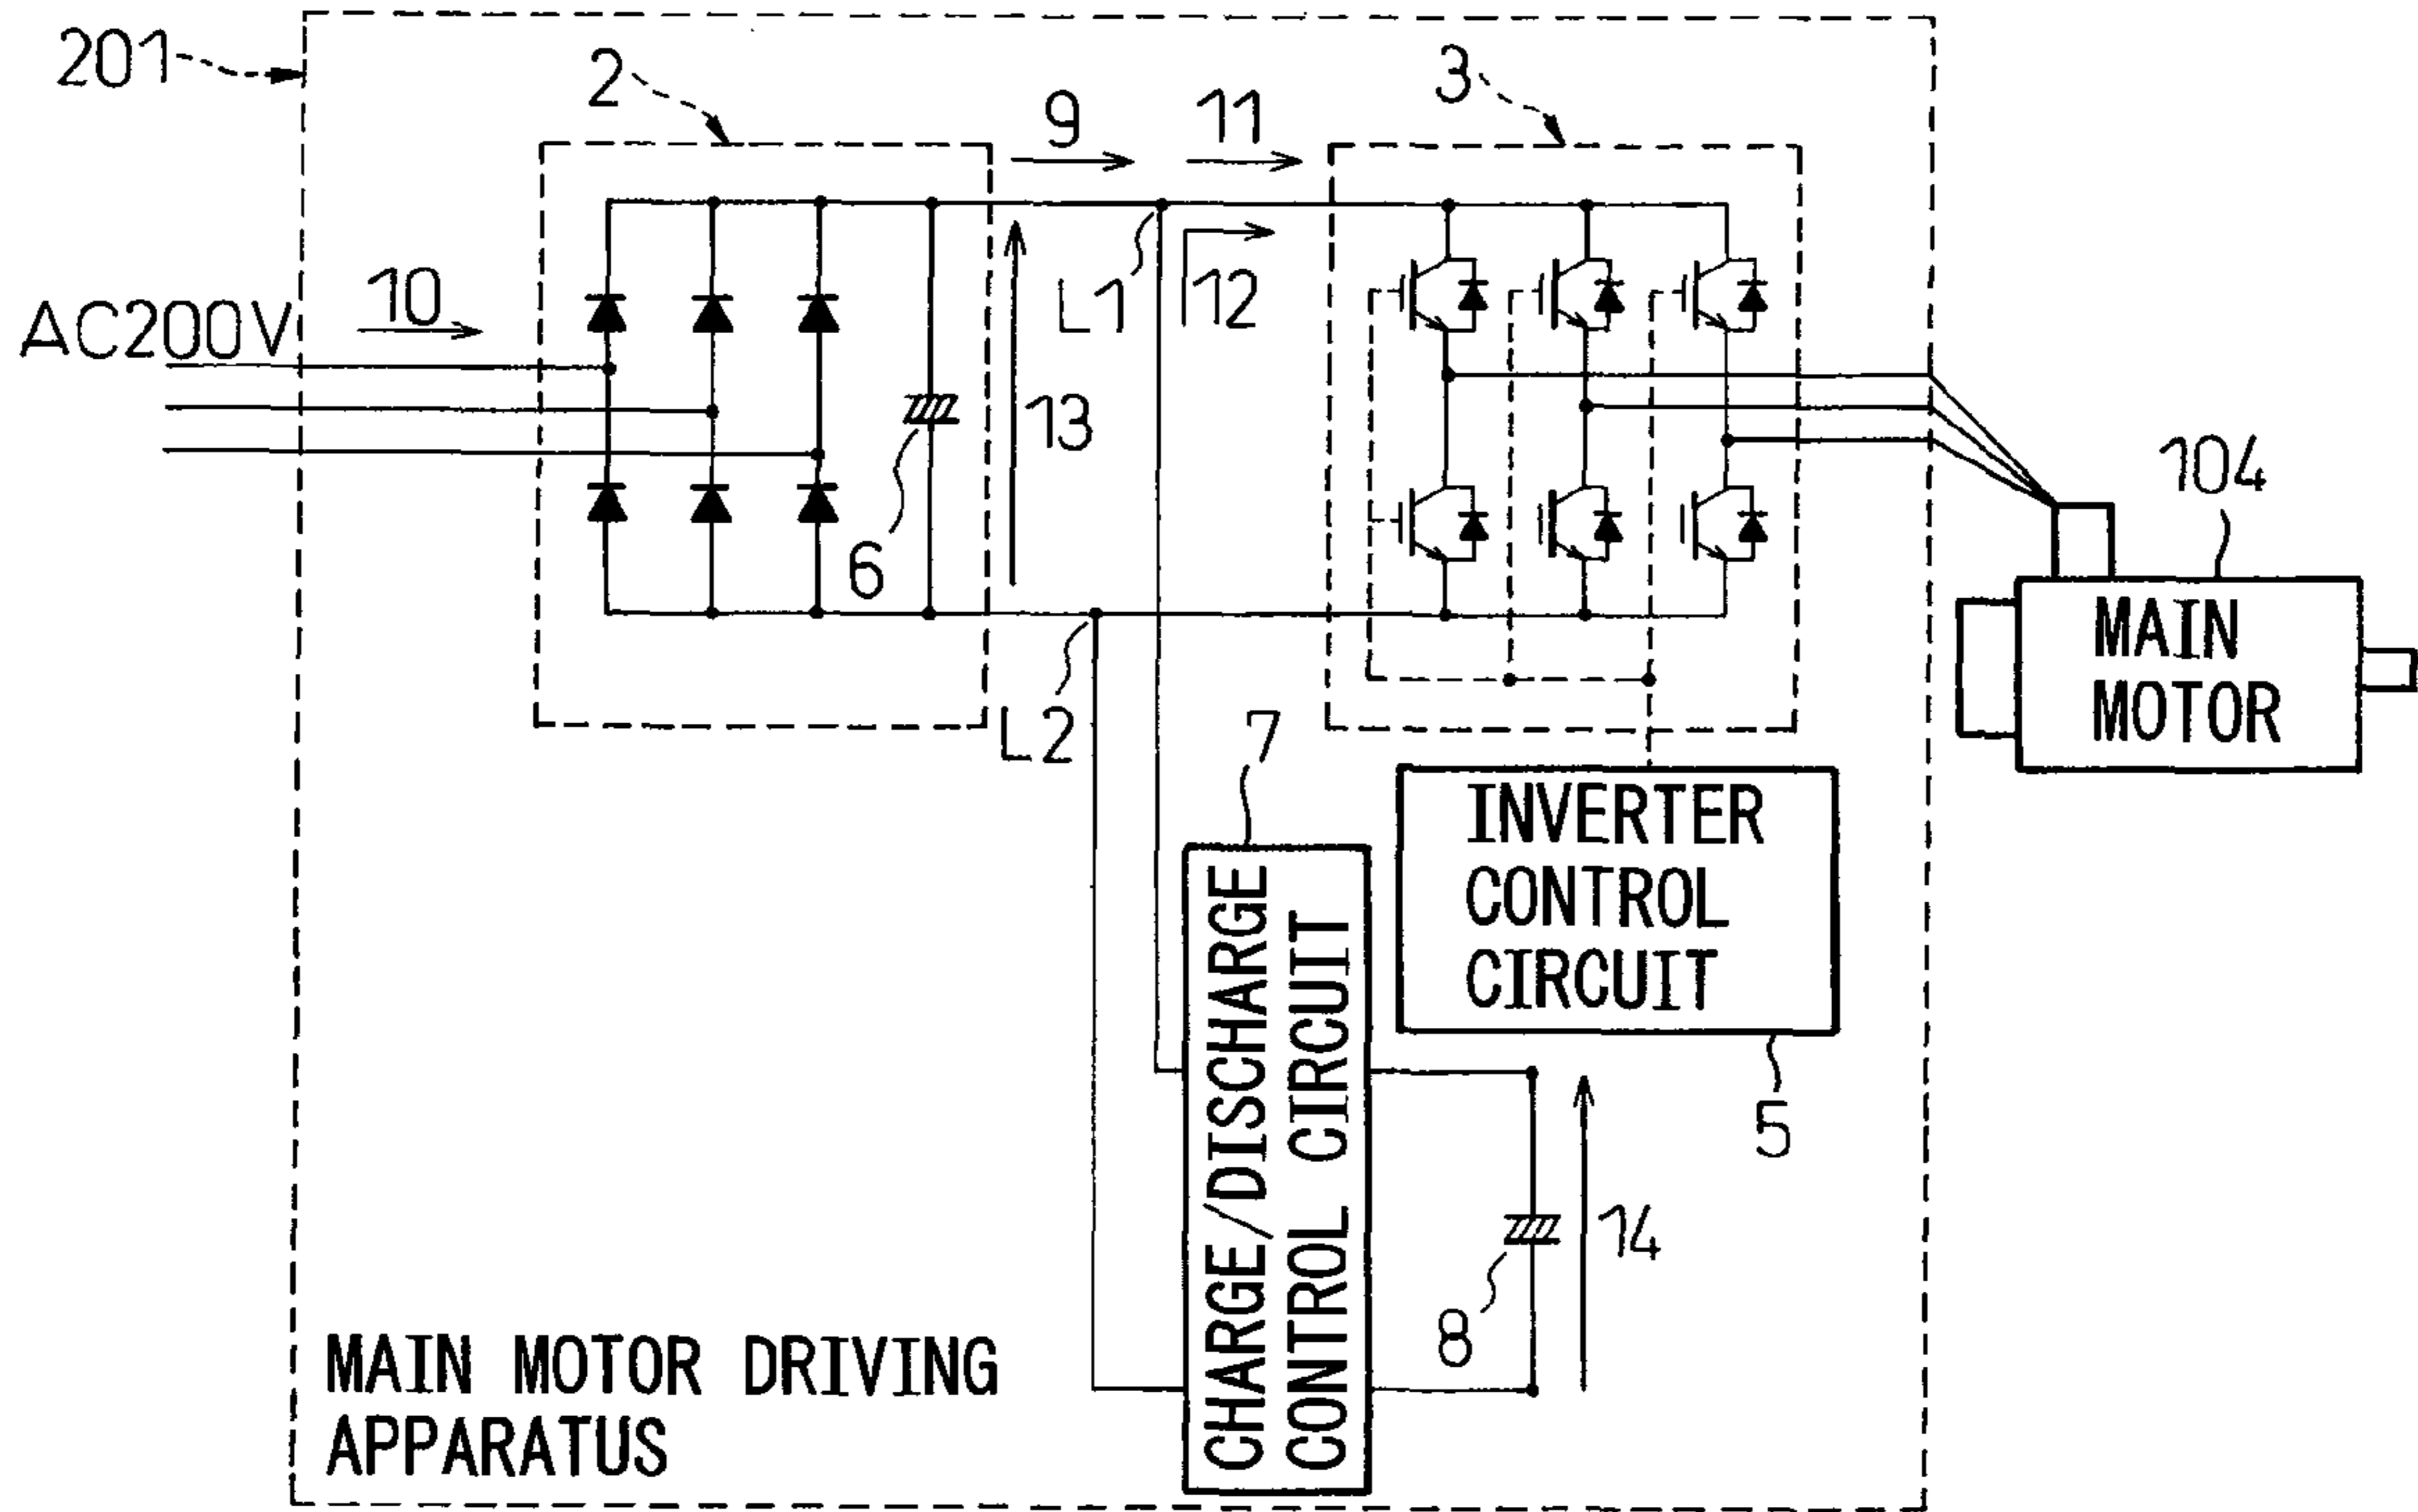 201
2
9
11
3
10
AC200V
L1
12
13
6
104
MAIN
MOTOR
L2
7
INVERTER
CONTROL
CIRCUIT
5
CHARGE/DISCHARGE
CONTROL CIRCUIT
14
8
MAIN MOTOR DRIVING
APPARATUS